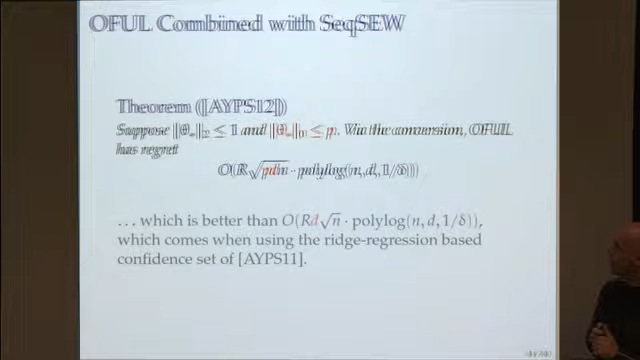 OFUL Combined with SeqSEW
Theorem ([AYPS12])
Suppose ‖θ*‖₂ ≤ 1 and ‖θ*‖₀ ≤ p. Via the conversion, OFUL
has regret
O(R√pdn · polylog(n, d, 1/δ))
... which is better than O(Rd√n · polylog(n, d, 1/δ)),
which comes when using the ridge-regression based
confidence set of [AYPS11].